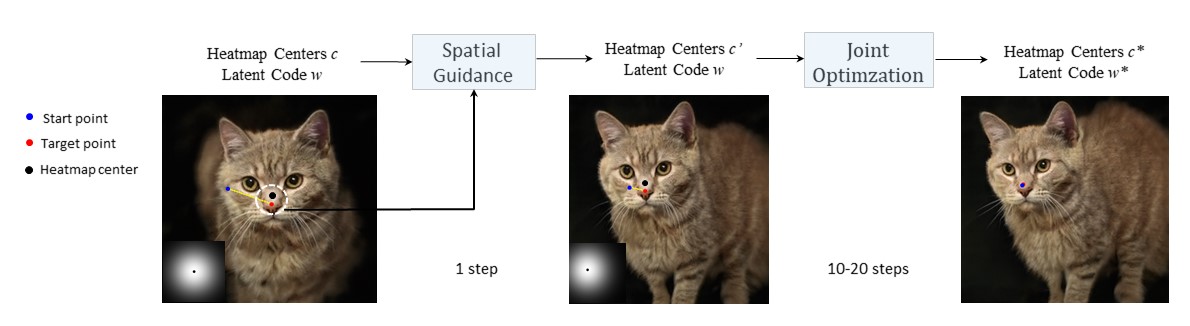 Heatmap Centers c
Latent Code w
Spatial
Guidance
Heatmap Centers c'
Latent Code w
Joint
Optimzation
Heatmap Centers c*
Latent Code w*
Start point
Target point
Heatmap center
1 step
10-20 steps